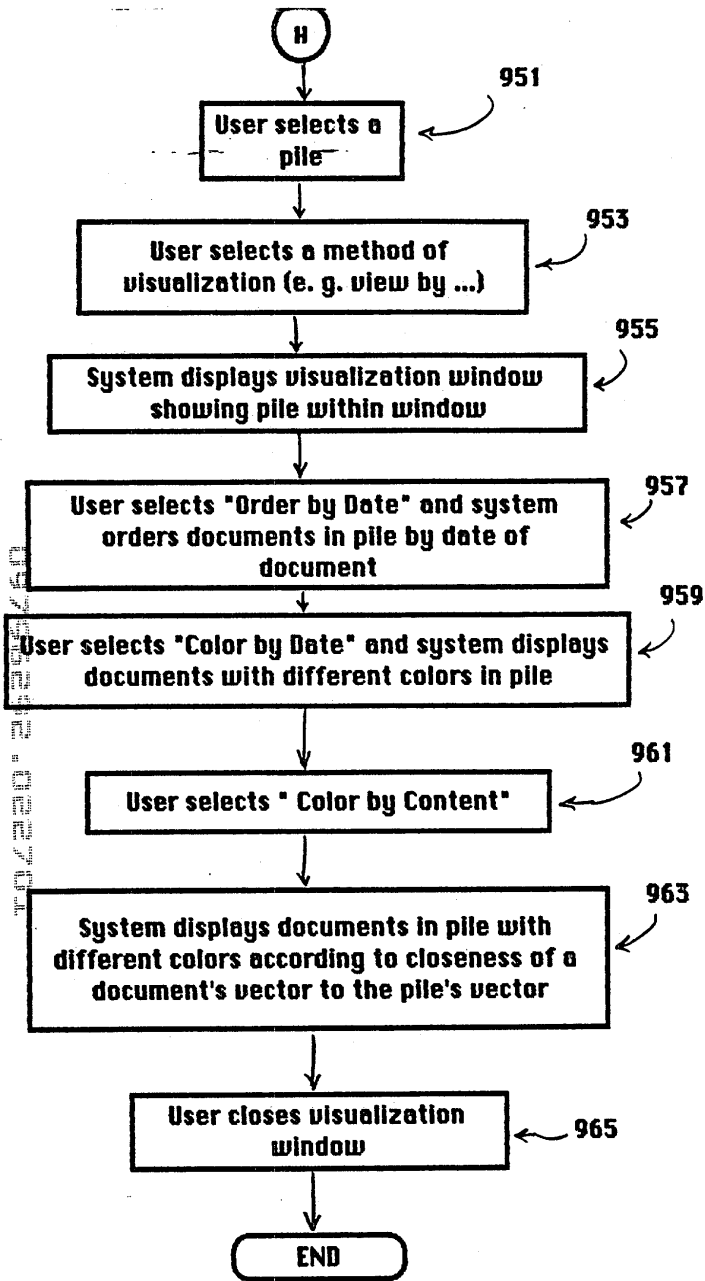 H
951
User selects a
pile
953
User selects a method of
visualization (e. g. view by ...)
955
System displays visualization window
showing pile within window
957
User selects "Order by Date" and system
orders documents in pile by date of
document
959
User selects "Color by Date" and system displays
documents with different colors in pile
961
User selects " Color by Content"
963
System displays documents in pile with
different colors according to closeness of a
document's vector to the pile's vector
User closes visualization
window
965
END